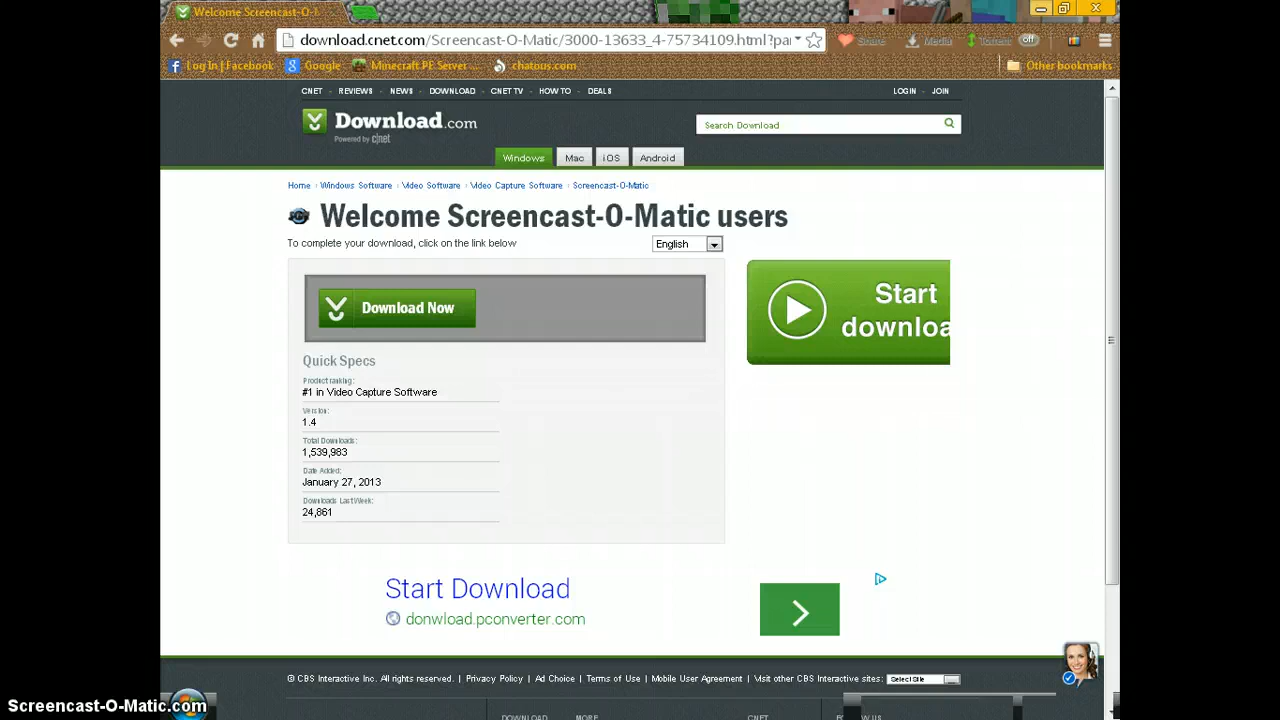 Welcome Screencast-O-M
download.cnet.com/Screencast-O-Matic/3000-13633_4-75734109.html?pa
Share Media Torrent off
Log In | Facebook Google Minecraft PE Server ... chatous.com Other bookmarks
CNET REVIEWS NEWS DOWNLOAD CNET TV HOW TO DEALS LOGIN JOIN
Download.com
Powered by c|net
Search Download
Windows Mac iOS Android
Home › Windows Software › Video Software › Video Capture Software › Screencast-O-Matic
Welcome Screencast-O-Matic users
To complete your download, click on the link below English
Download Now
Start
downloa
Quick Specs
Product ranking:
#1 in Video Capture Software
Version:
1.4
Total Downloads:
1,539,983
Date Added:
January 27, 2013
Downloads Last Week:
24,861
Start Download
donwload.pconverter.com
© CBS Interactive Inc. All rights reserved. | Privacy Policy | Ad Choice | Terms of Use | Mobile User Agreement | Visit other CBS Interactive sites: Select Site
Screencast-O-Matic.com
DOWNLOAD MORE CNET